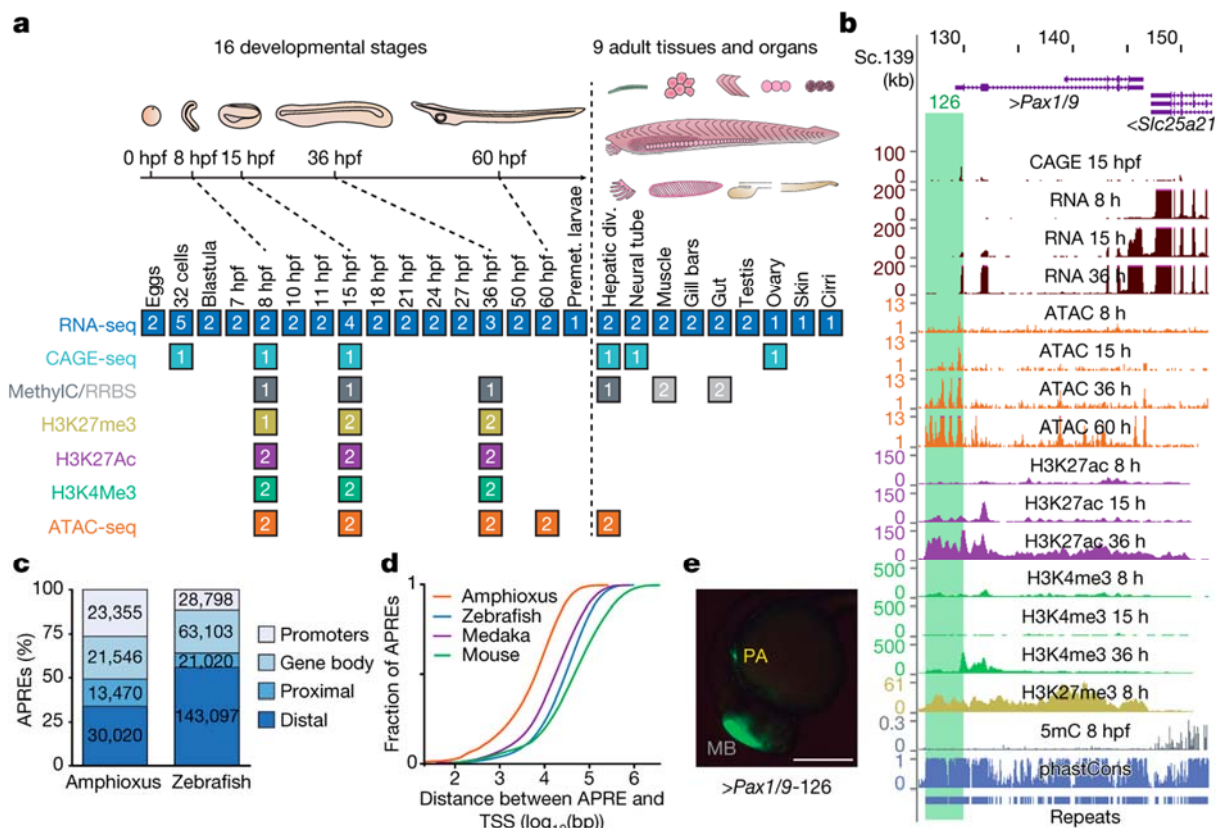 a
16 developmental stages
9 adult tissues and organs
0 hpf 8 hpf 15 hpf 36 hpf 60 hpf
Eggs
32 cells
Blastula
7 hpf
8 hpf
10 hpf
11 hpf
15 hpf
18 hpf
21 hpf
24 hpf
27 hpf
36 hpf
50 hpf
60 hpf
Premet. larvae
Hepatic div.
Neural tube
Muscle
Gill bars
Gut
Testis
Ovary
Skin
Cirri
RNA-seq 2 5 2 2 2 2 2 4 2 2 2 2 3 2 2 1 2 2 2 2 2 2 1 1 1
CAGE-seq 1 1 1 1 1 1
MethylC/RRBS 1 1 1 1 2 2
H3K27me3 1 2 2
H3K27Ac 2 2 2
H3K4Me3 2 2 2
ATAC-seq 2 2 2 2 2
b
130 140 150
Sc.139
(kb)
126
>Pax1/9
<Slc25a21
100
0
CAGE 15 hpf
200
0
RNA 8 h
200
0
RNA 15 h
200
0
RNA 36 h
13
1
ATAC 8 h
13
1
ATAC 15 h
13
1
ATAC 36 h
13
1
ATAC 60 h
150
0
H3K27ac 8 h
150
0
H3K27ac 15 h
150
0
H3K27ac 36 h
500
0
H3K4me3 8 h
500
0
H3K4me3 15 h
500
0
H3K4me3 36 h
61
0
H3K27me3 8 h
0.3
0
5mC 8 hpf
1
0
phastCons
Repeats
c
APREs (%)
100
75
50
25
0
23,355
21,546
13,470
30,020
28,798
63,103
21,020
143,097
Amphioxus Zebrafish
Promoters
Gene body
Proximal
Distal
d
Fraction of APREs
1
0
Amphioxus
Zebrafish
Medaka
Mouse
2 3 4 5 6
Distance between APRE and
TSS (log10(bp))
e
PA
MB
>Pax1/9-126